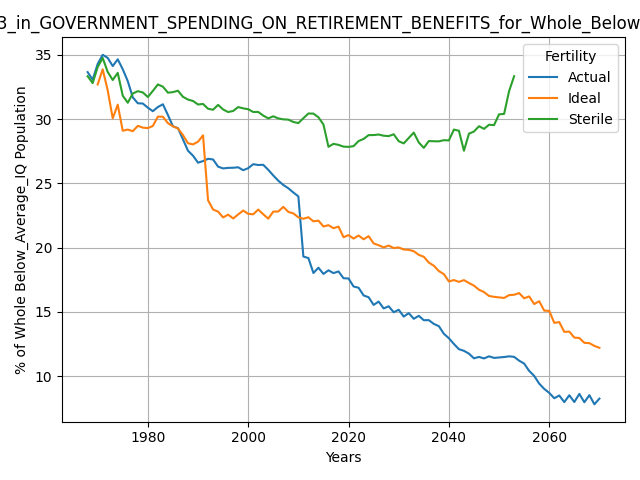 3_in_GOVERNMENT_SPENDING_ON_RETIREMENT_BENEFITS_for_Whole_Below
Fertility
Actual
Ideal
Sterile
% of Whole Below_Average_IQ Population
35
30
25
20
15
10
1980
2000
2020
2040
2060
Years